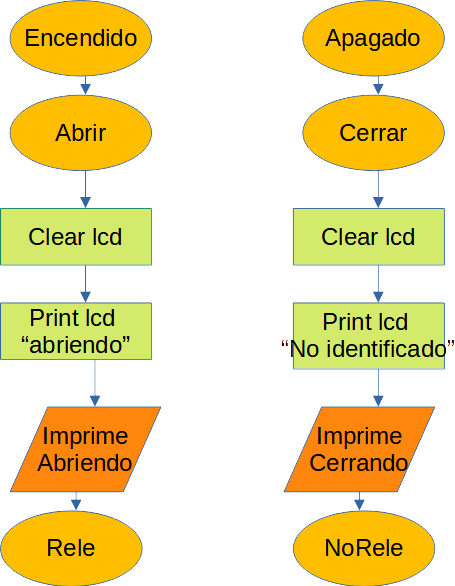 Encendido
Abrir
Clear lcd
Print lcd
“abriendo”
Imprime
Abriendo
Rele
Apagado
Cerrar
Clear lcd
Print lcd
“No identificado”
Imprime
Cerrando
NoRele